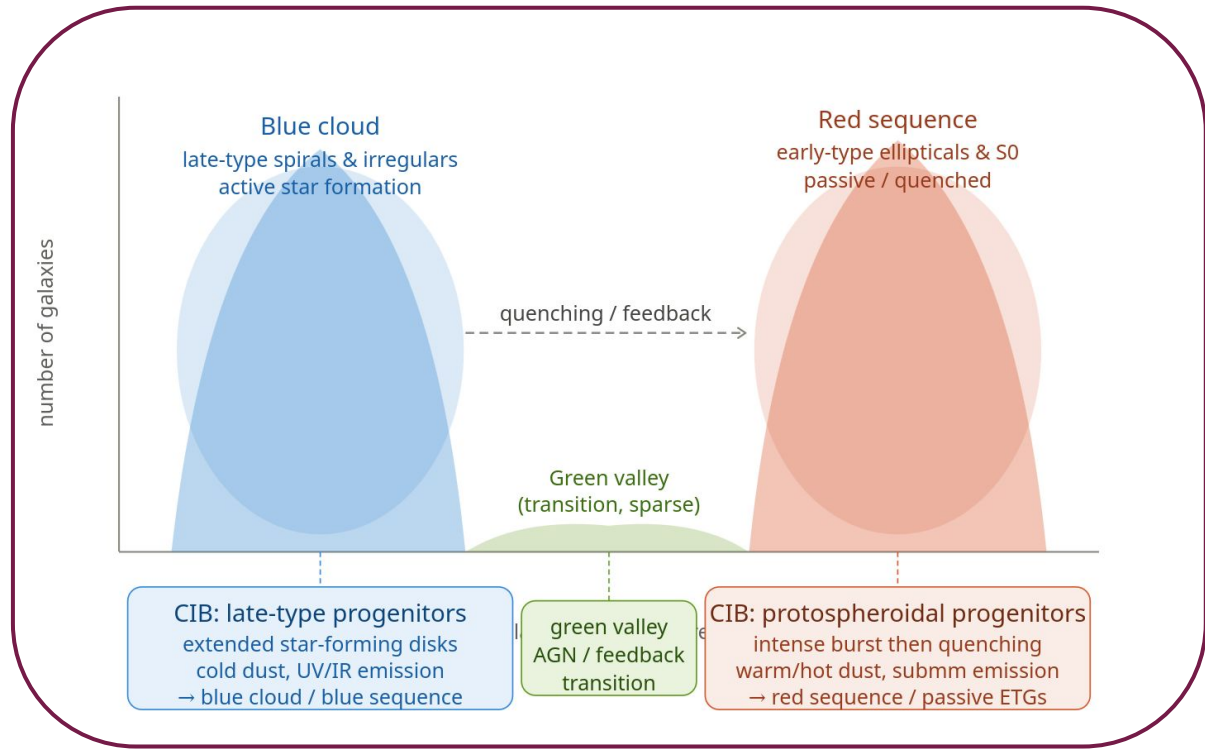 Blue cloud
late-type spirals & irregulars
active star formation
Red sequence
early-type ellipticals & S0
passive / quenched
number of galaxies
quenching / feedback
Green valley
(transition, sparse)
CIB: late-type progenitors
extended star-forming disks
cold dust, UV/IR emission
→ blue cloud / blue sequence
green valley
AGN / feedback
transition
CIB: protospheroidal progenitors
intense burst then quenching
warm/hot dust, submm emission
→ red sequence / passive ETGs